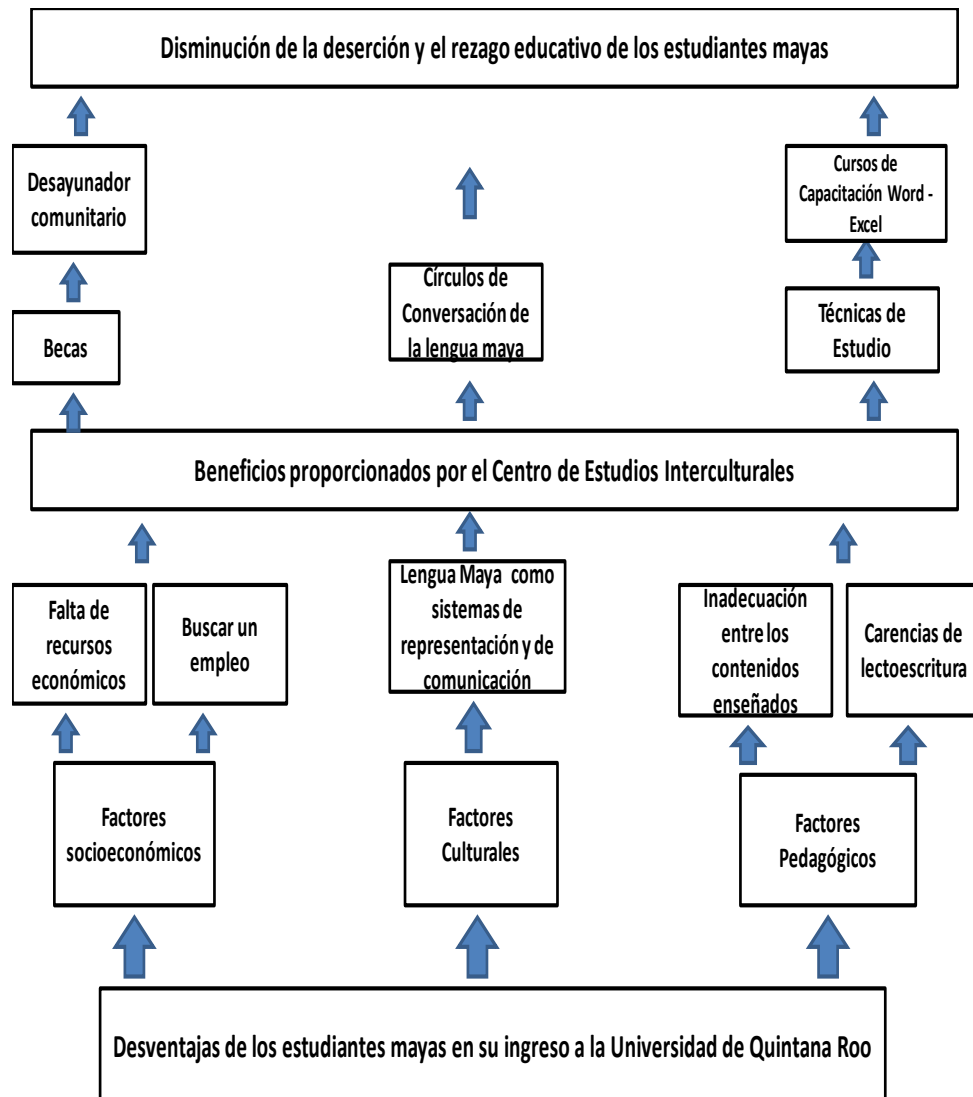 Disminución de la deserción y el rezago educativo de los estudiantes mayas
Desayunador
comunitario
Cursos de
Capacitación Word -
Excel
Becas
Círculos de
Conversación de
la lengua maya
Técnicas de
Estudio
Beneficios proporcionados por el Centro de Estudios Interculturales
Falta de
recursos
económicos
Buscar un
empleo
Lengua Maya como
sistemas de
representación y de
comunicación
Inadecuación
entre los
contenidos
enseñados
Carencias de
lectoescritura
Factores
socioeconómicos
Factores
Culturales
Factores
Pedagógicos
Desventajas de los estudiantes mayas en su ingreso a la Universidad de Quintana Roo